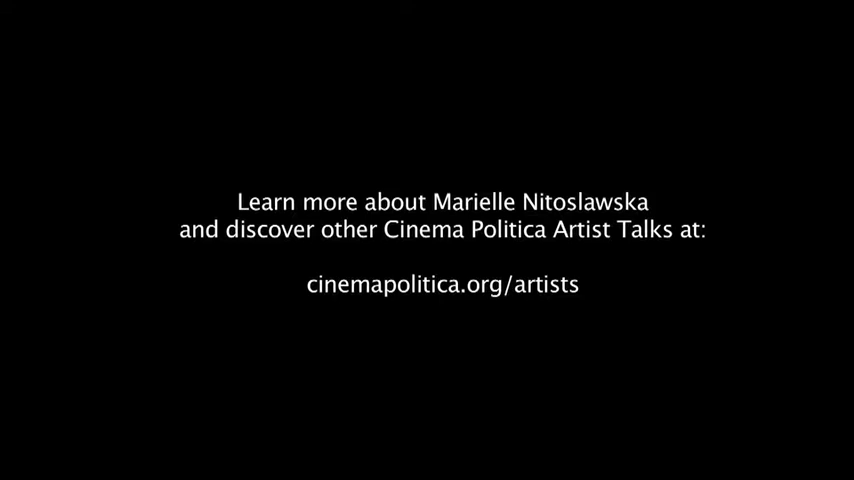 Learn more about Marielle Nitoslawska
and discover other Cinema Politica Artist Talks at:
cinemapolitica.org/artists